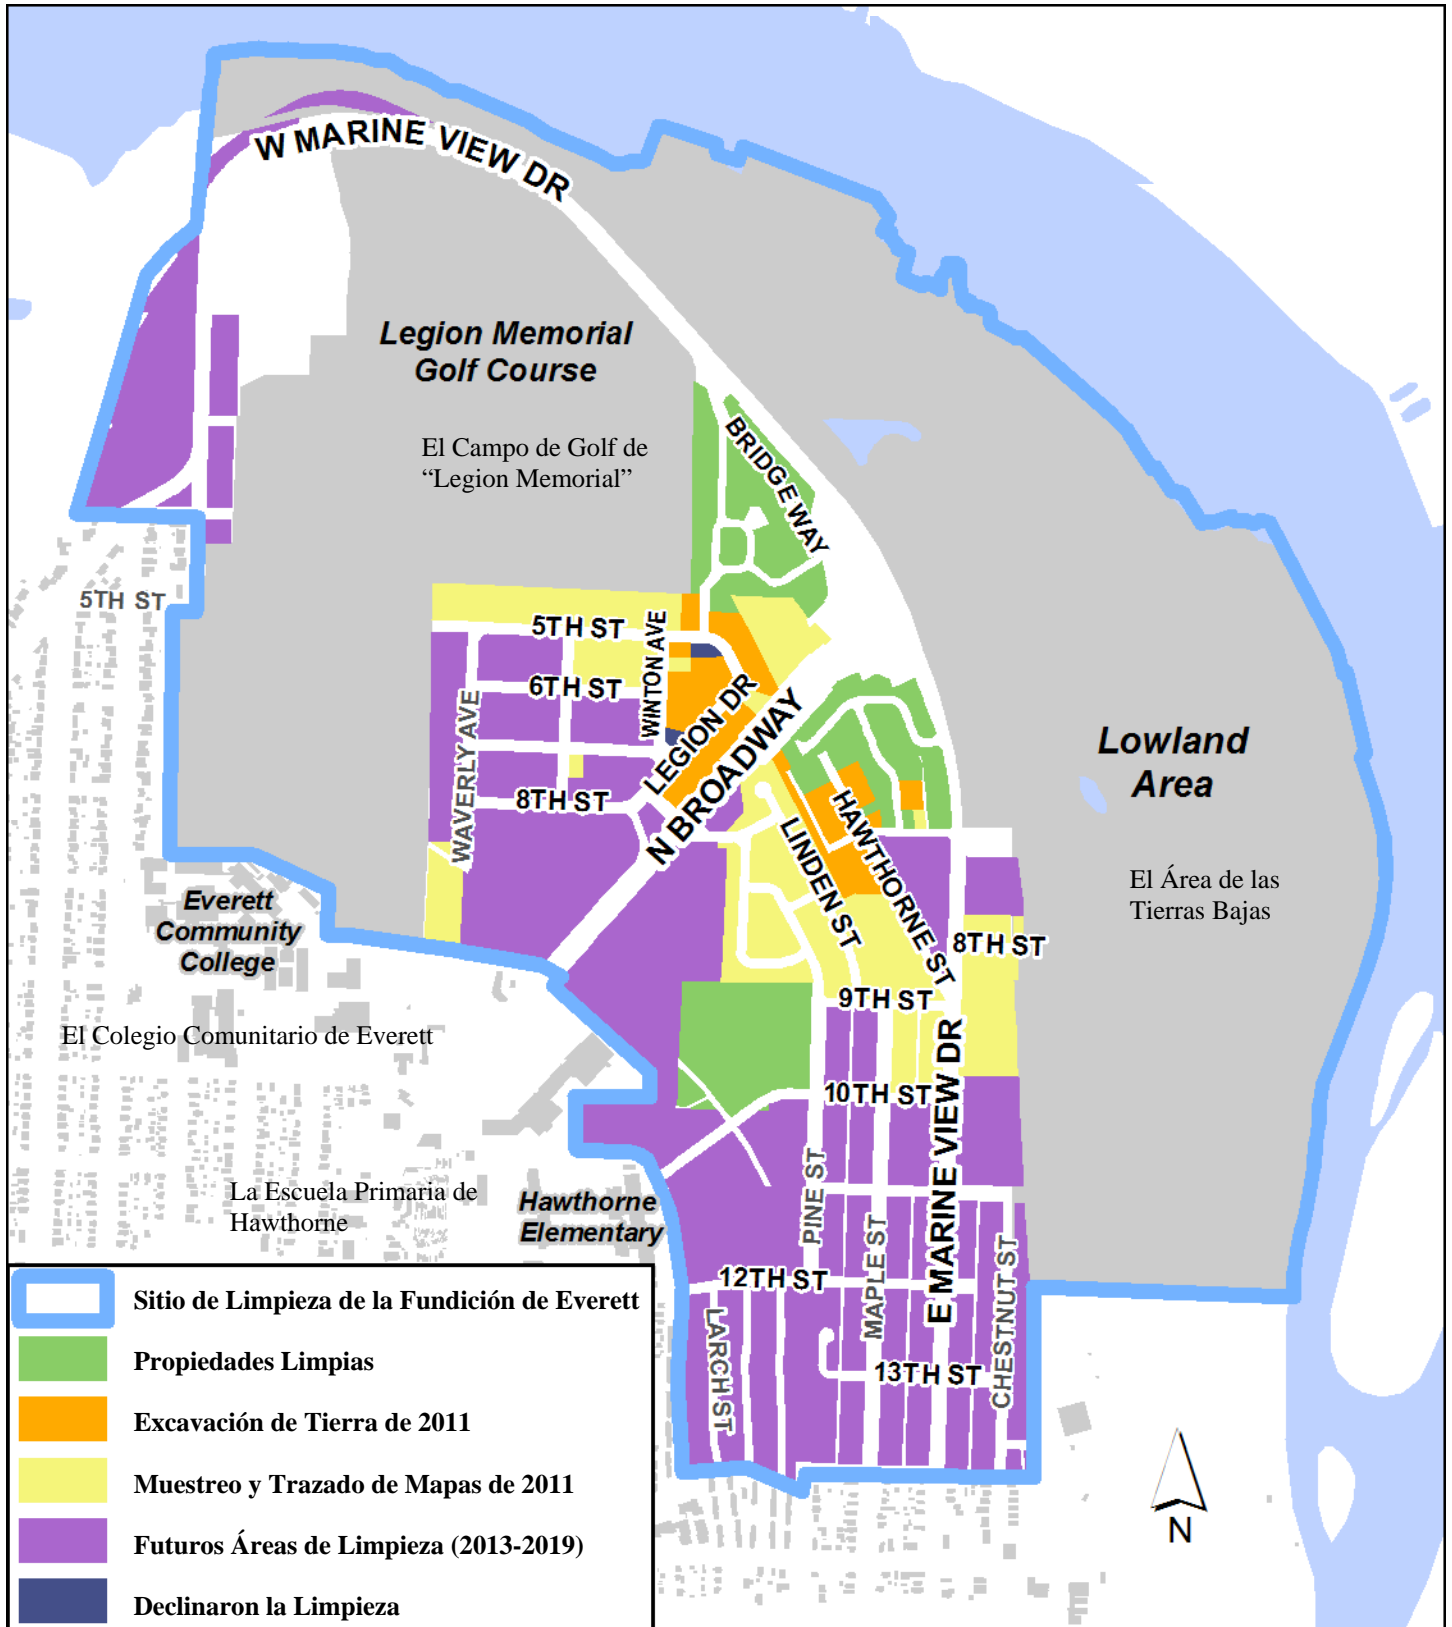 W MARINE VIEW DR
Legion Memorial
Golf Course
El Campo de Golf de
“Legion Memorial”
BRIDGE WAY
5TH ST
5TH ST
WINTON AVE
6TH ST
LEGION DR
WAVERLY AVE
N BROADWAY
8TH ST
HAWTHORNE ST
LINDEN ST
Lowland
Area
El Área de las
Tierras Bajas
Everett
Community
College
8TH ST
9TH ST
El Colegio Comunitario de Everett
10TH ST
E MARINE VIEW DR
PINE ST
La Escuela Primaria de
Hawthorne
Hawthorne
Elementary
MAPLE ST
CHESTNUT ST
12TH ST
LARCH ST
13TH ST
Sitio de Limpieza de la Fundición de Everett
Propiedades Limpias
Excavación de Tierra de 2011
Muestreo y Trazado de Mapas de 2011
Futuros Áreas de Limpieza (2013-2019)
Declinaron la Limpieza
N